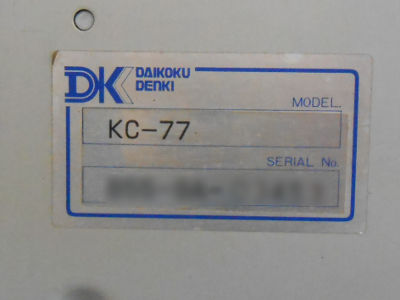 DK DAIKOKU
DENKI
MODEL.
KC-77
SERIAL No.